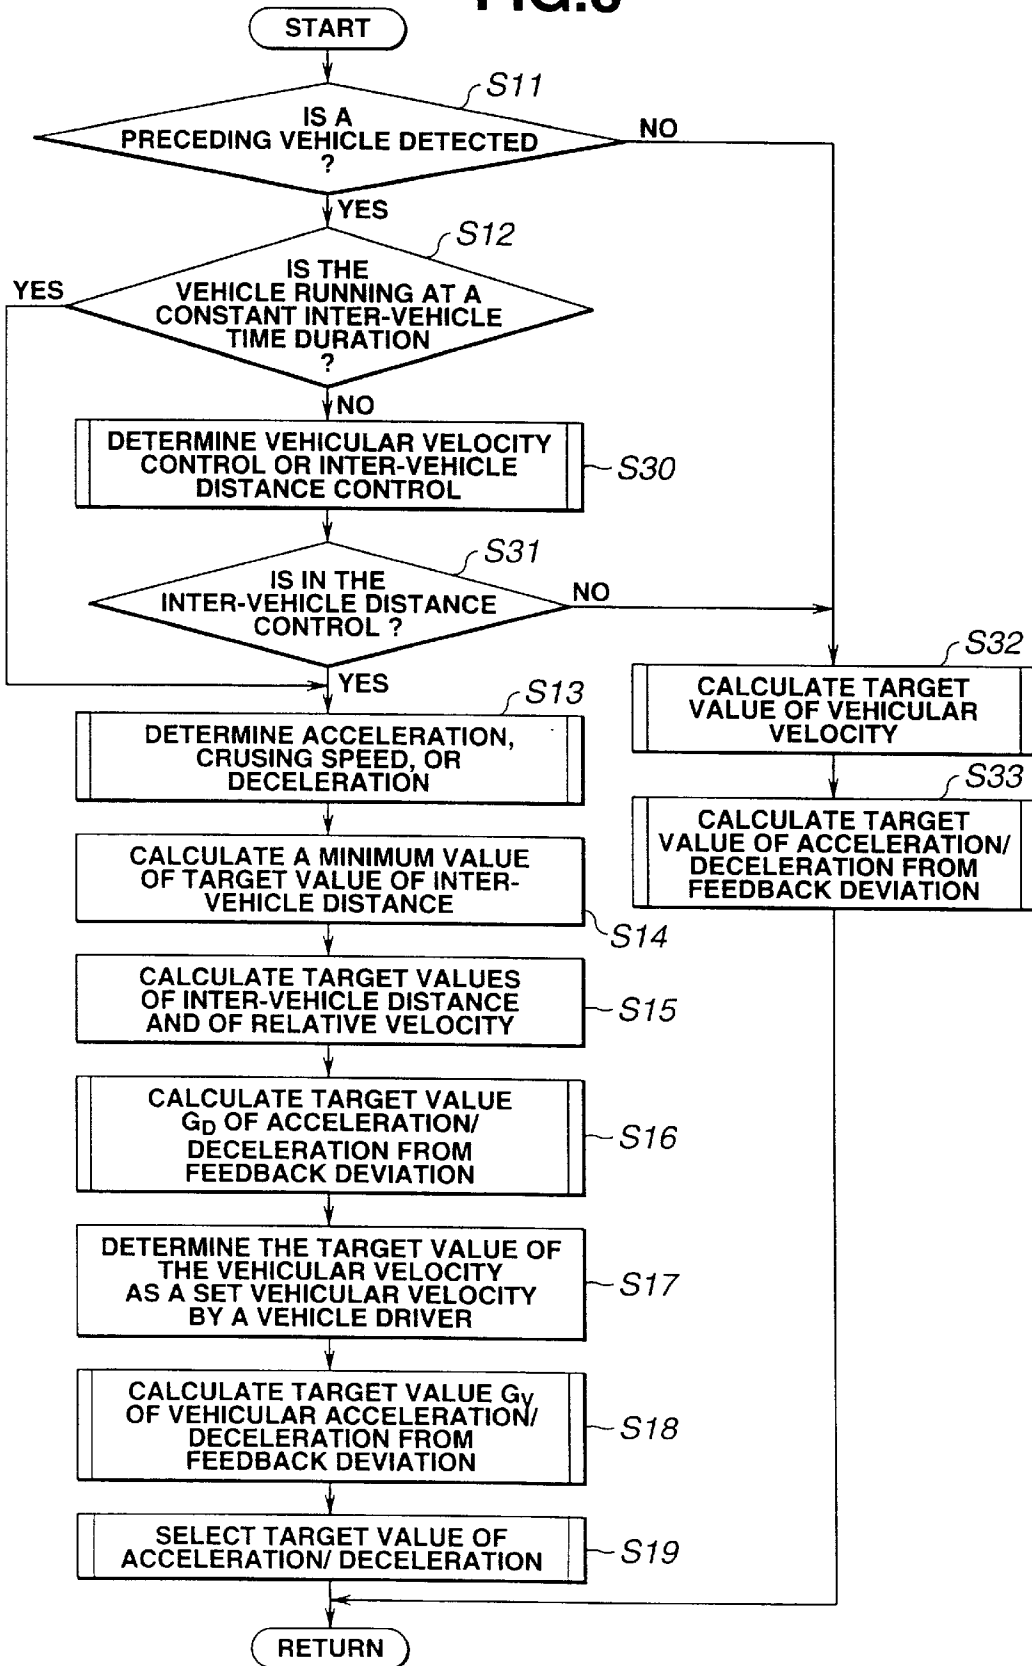 START
S11
IS A
PRECEDING VEHICLE DETECTED
?
NO
YES
S12
IS THE
VEHICLE RUNNING AT A
CONSTANT INTER-VEHICLE
TIME DURATION
?
YES
NO
DETERMINE VEHICULAR VELOCITY
CONTROL OR INTER-VEHICLE
DISTANCE CONTROL
S30
S31
IS IN THE
INTER-VEHICLE DISTANCE
CONTROL ?
NO
YES
S32
CALCULATE TARGET
VALUE OF VEHICULAR
VELOCITY
S13
DETERMINE ACCELERATION,
CRUSING SPEED, OR
DECELERATION
S33
CALCULATE TARGET
VALUE OF ACCELERATION/
DECELERATION FROM
FEEDBACK DEVIATION
CALCULATE A MINIMUM VALUE
OF TARGET VALUE OF INTER-
VEHICLE DISTANCE
S14
CALCULATE TARGET VALUES
OF INTER-VEHICLE DISTANCE
AND OF RELATIVE VELOCITY
S15
CALCULATE TARGET VALUE
GD OF ACCELERATION/
DECELERATION FROM
FEEDBACK DEVIATION
S16
DETERMINE THE TARGET VALUE OF
THE VEHICULAR VELOCITY
AS A SET VEHICULAR VELOCITY
BY A VEHICLE DRIVER
S17
CALCULATE TARGET VALUE GV
OF VEHICULAR ACCELERATION/
DECELERATION FROM
FEEDBACK DEVIATION
S18
SELECT TARGET VALUE OF
ACCELERATION/ DECELERATION
S19
RETURN